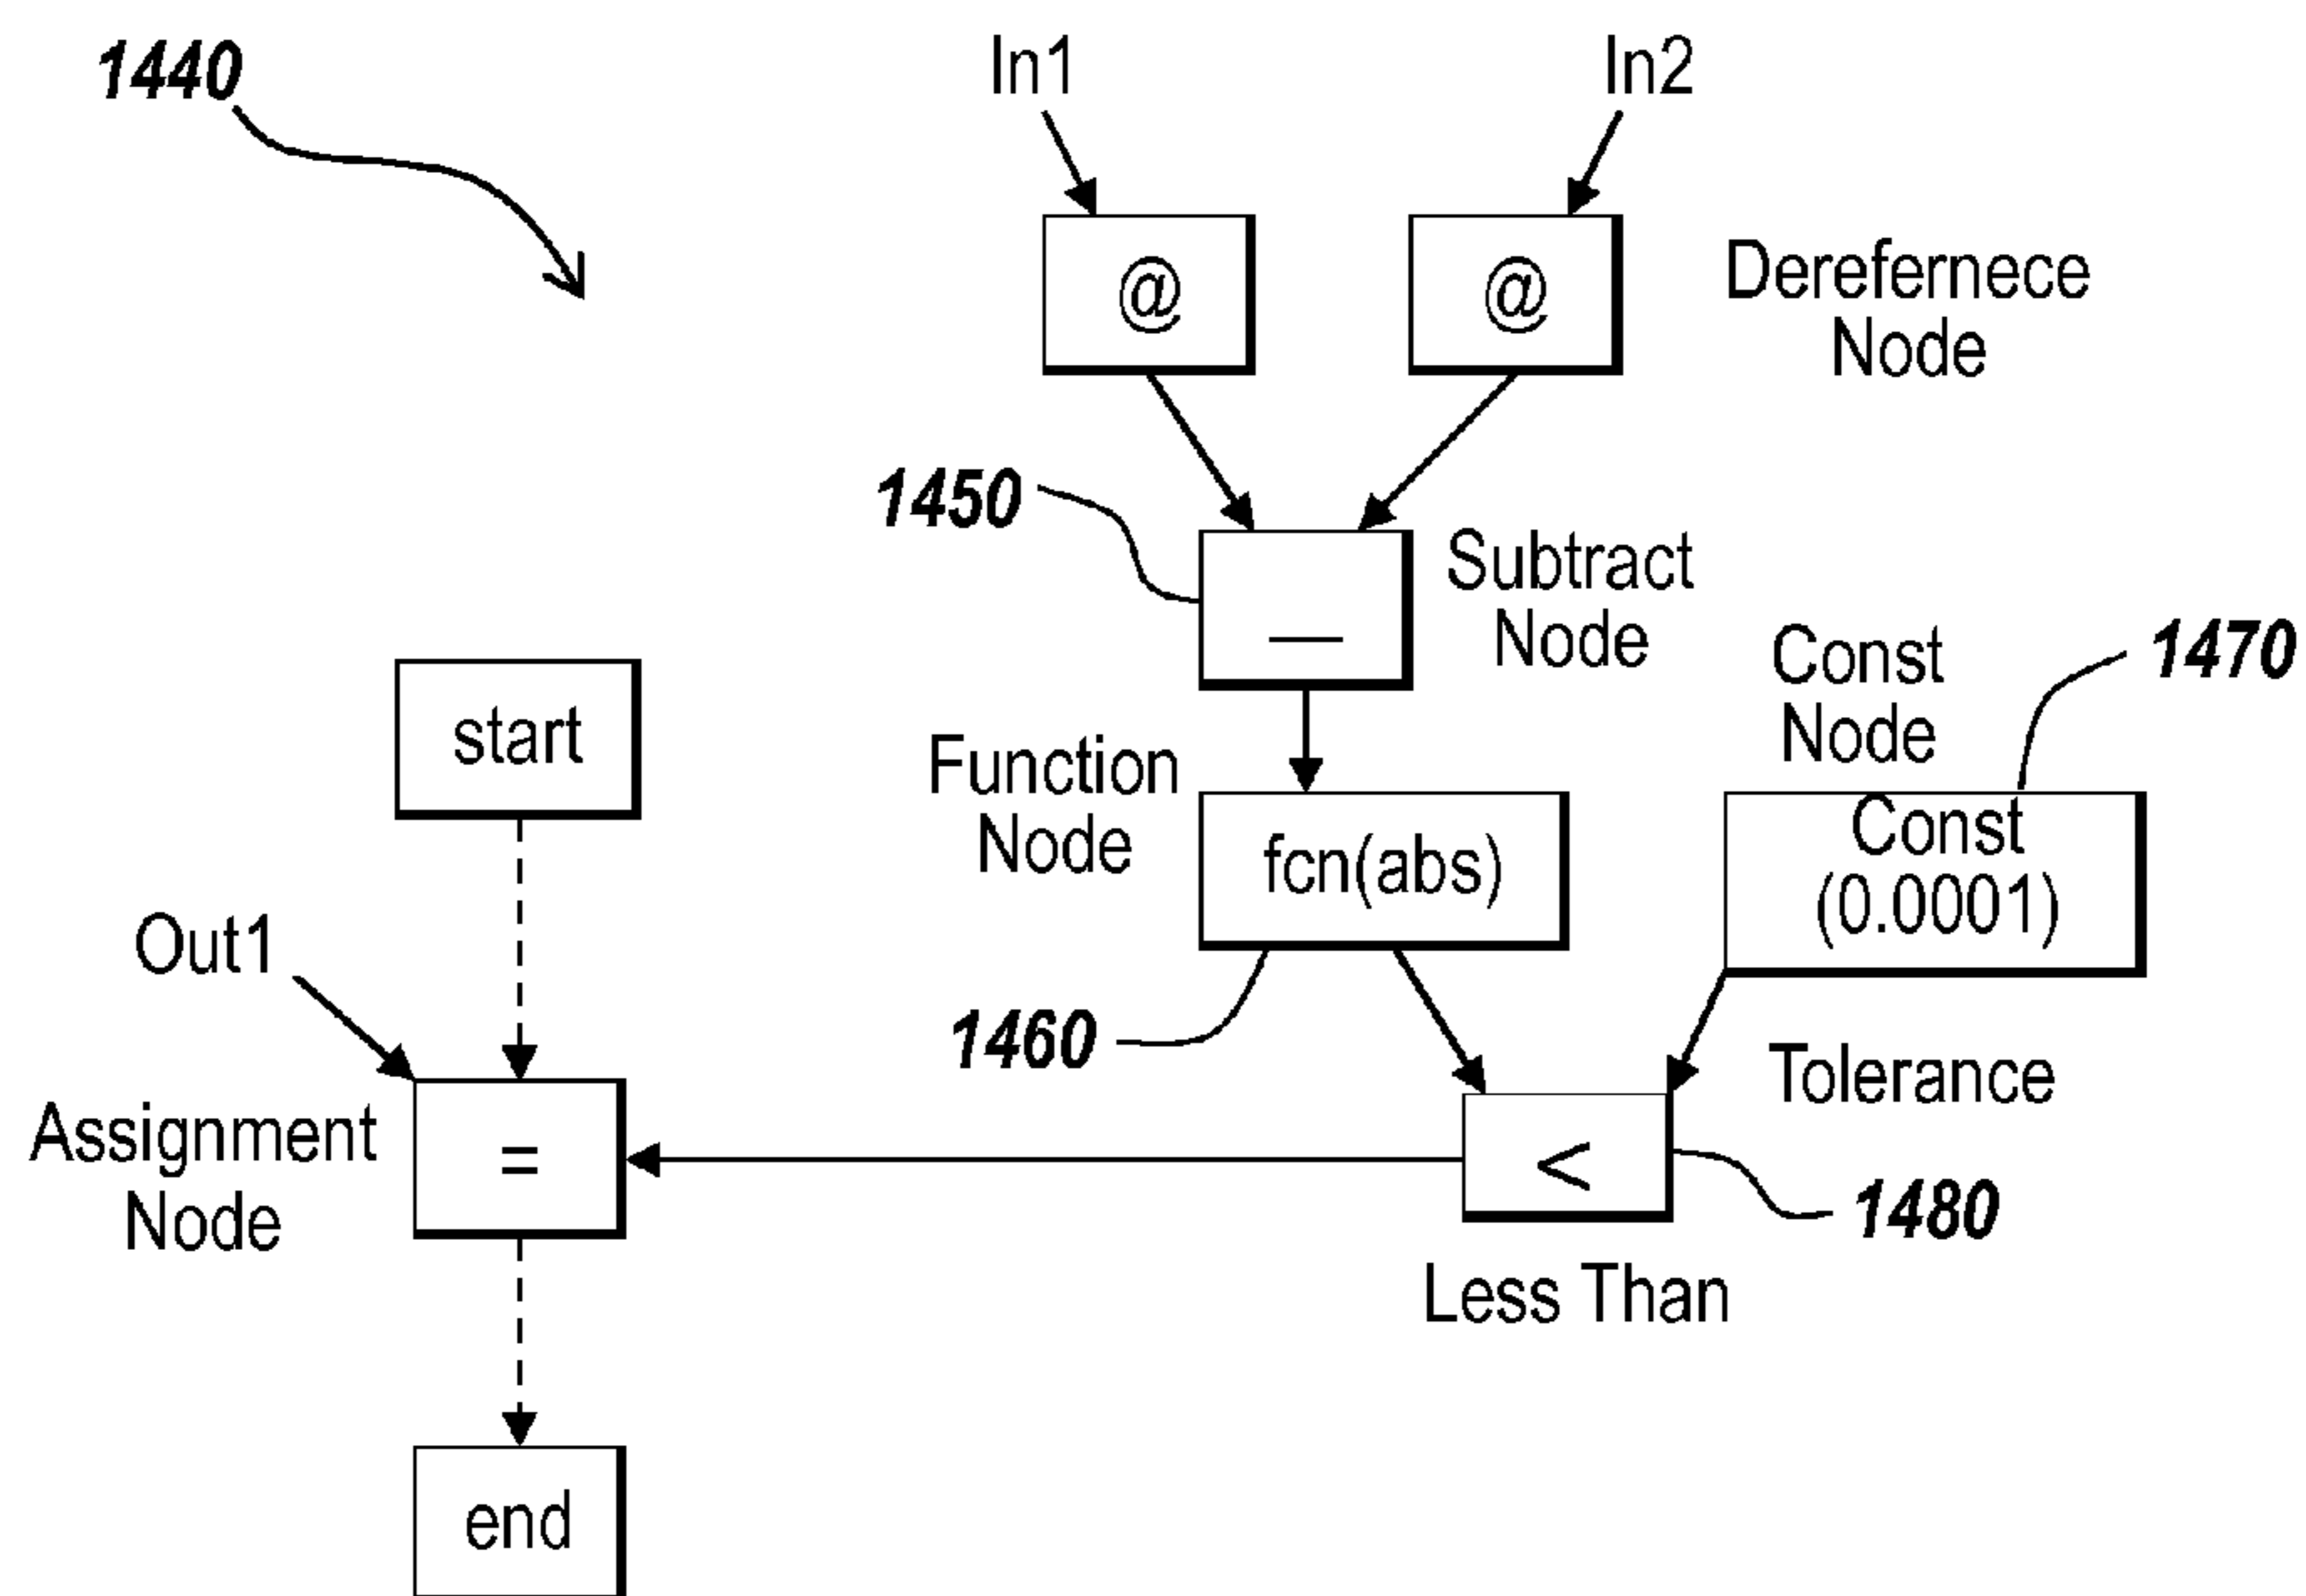 1440
In1
In2
@
@
Derefernece
Node
1450
—
Subtract
Node
Const
Node
1470
start
Function
Node
fcn(abs)
Const
(0.0001)
Out1
1460
Tolerance
Assignment
Node
=
<
1480
Less Than
end